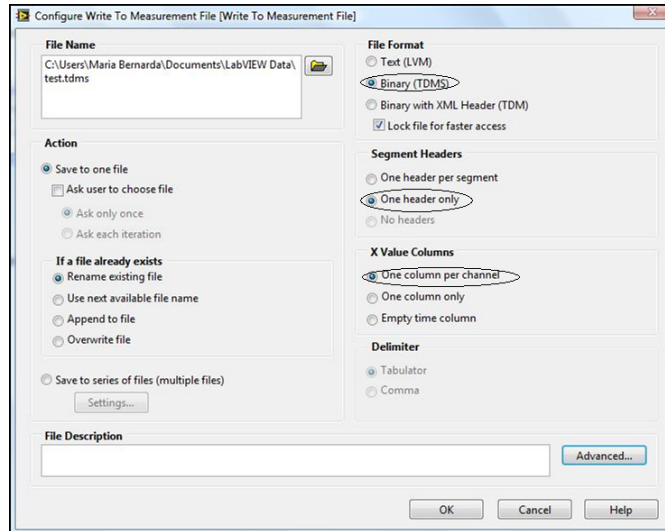 Configure Write To Measurement File [Write To Measurement File]
File Name
C:\Users\Maria Bernarda\Documents\LabVIEW Data\
test.tdms
Action
Save to one file
Ask user to choose file
Ask only once
Ask each iteration
If a file already exists
Rename existing file
Use next available file name
Append to file
Overwrite file
Save to series of files (multiple files)
Settings...
File Format
Text (LVM)
Binary (TDMS)
Binary with XML Header (TDM)
Lock file for faster access
Segment Headers
One header per segment
One header only
No headers
X Value Columns
One column per channel
One column only
Empty time column
Delimiter
Tabulator
Comma
File Description
Advanced...
OK
Cancel
Help